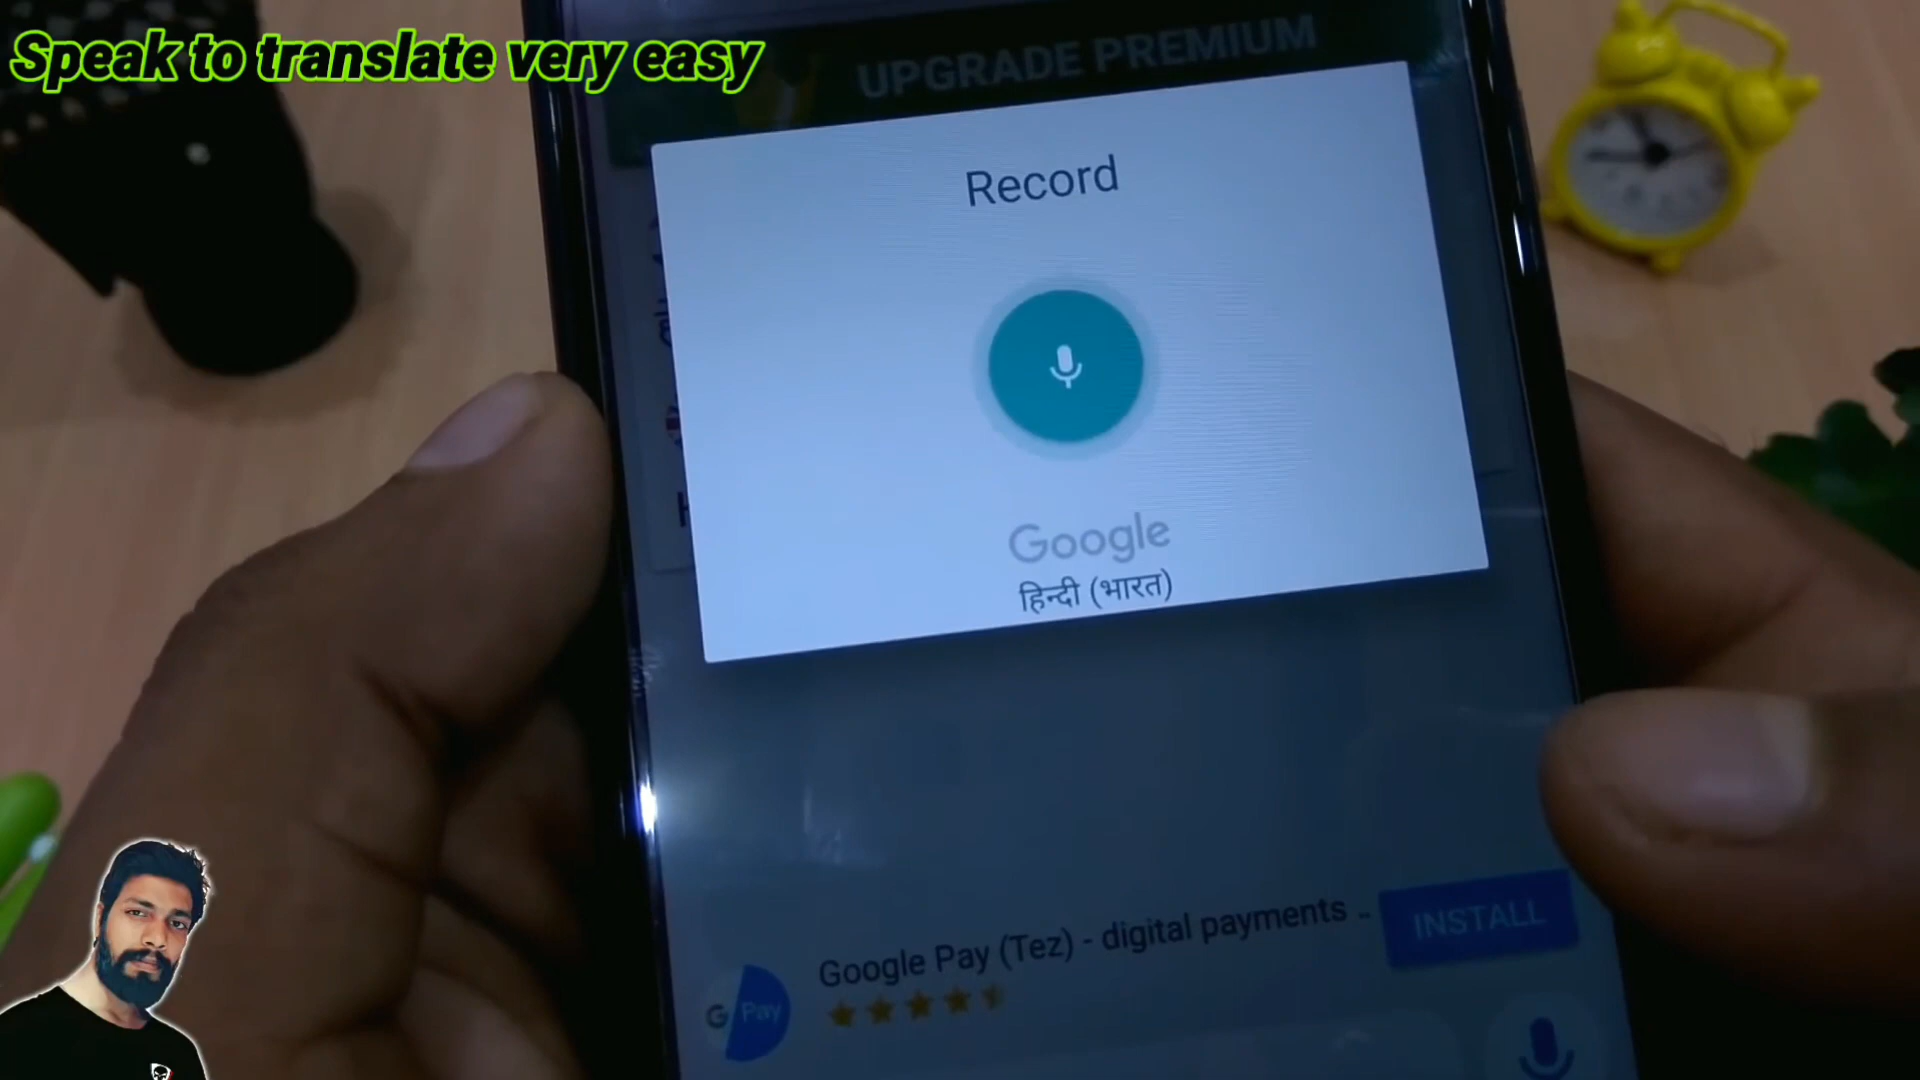 Speak to translate very easy
UPGRADE PREMIUM
Record
Google
हिन्दी (भारत)
Google Pay (Tez) - digital payments ..
INSTALL
G Pay